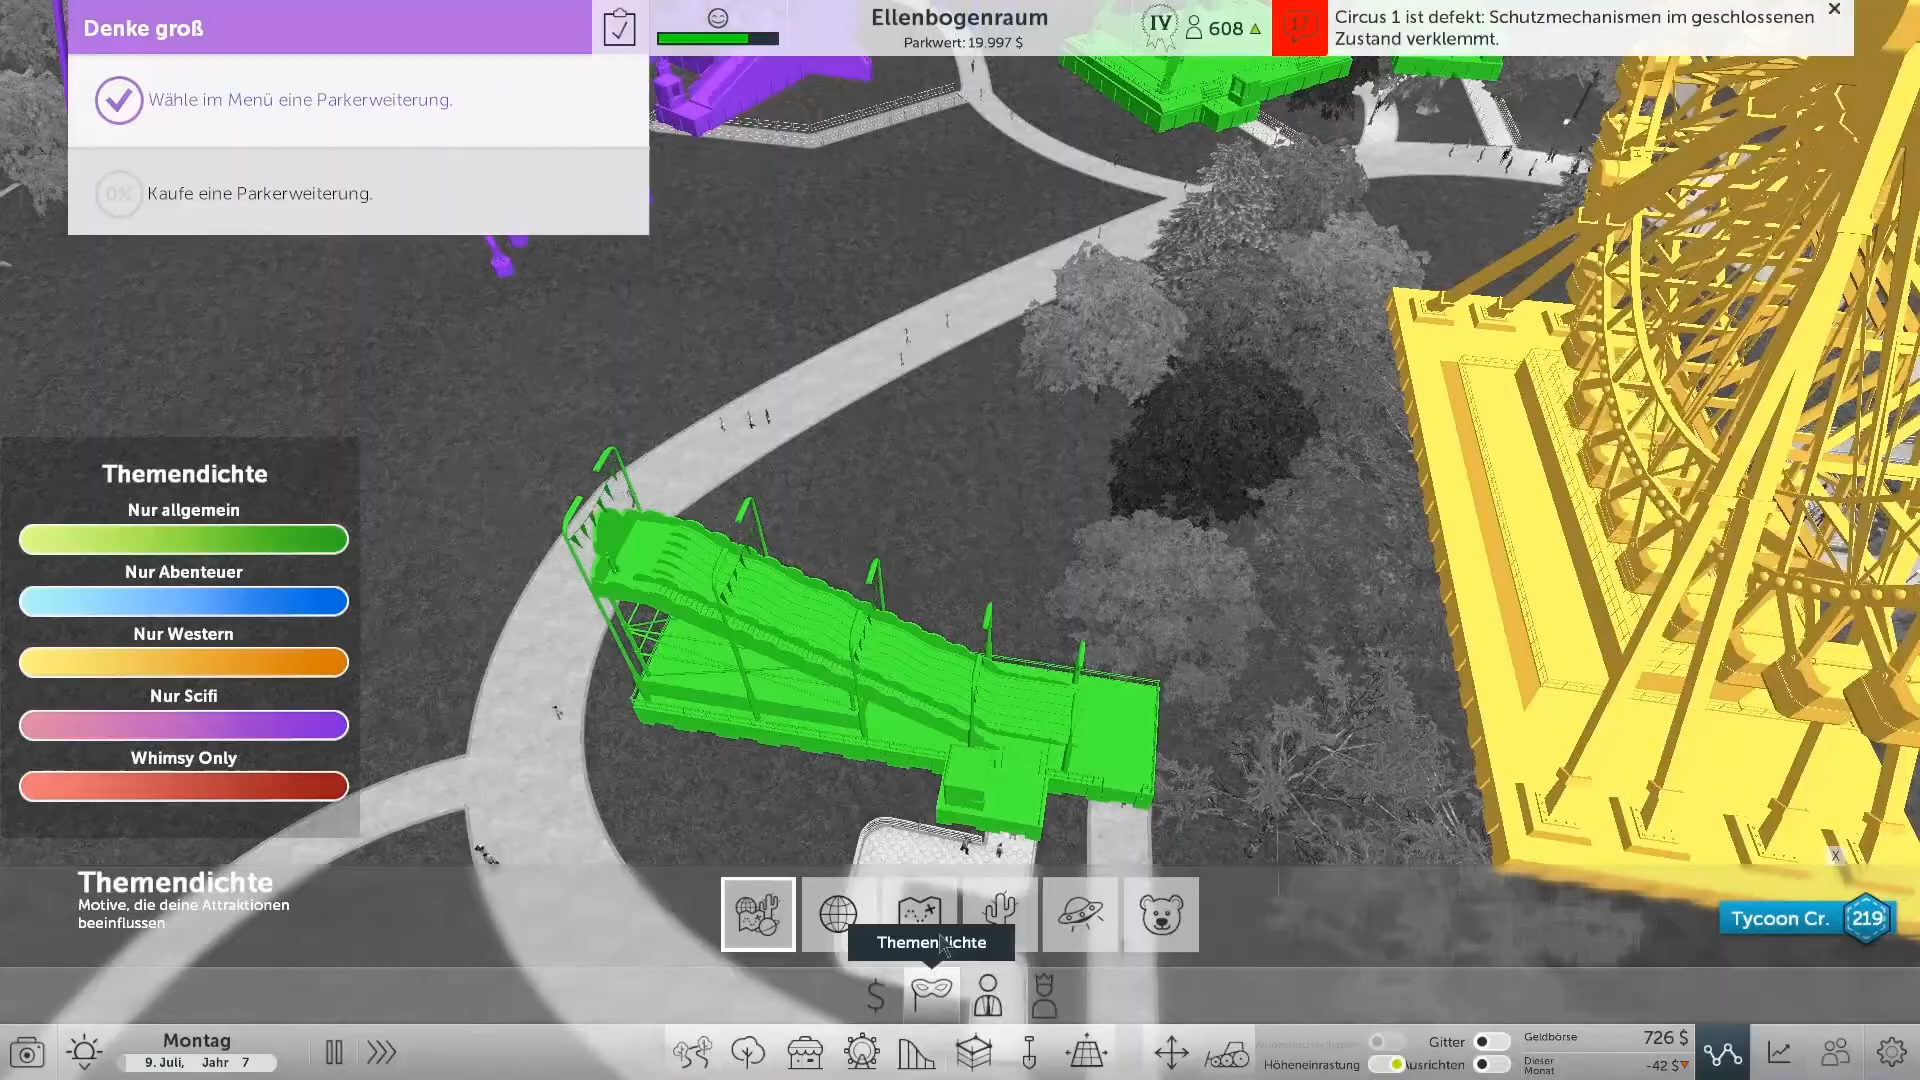 Denke groß
Wähle im Menü eine Parkerweiterung.
0%
Kaufe eine Parkerweiterung.
Ellenbogenraum
Parkwert: 19.997 $
IV
608
17
Circus 1 ist defekt: Schutzmechanismen im geschlossenen
Zustand verklemmt.
Themendichte
Nur allgemein
Nur Abenteuer
Nur Western
Nur Scifi
Whimsy Only
Themendichte
Motive, die deine Attraktionen
beeinflussen
Themendichte
X
Tycoon Cr.
219
Montag
9. Juli, Jahr 7
Gitter
Höheneinrastung
Ausrichten
Geldbörse
726 $
Dieser
Monat
-42 $